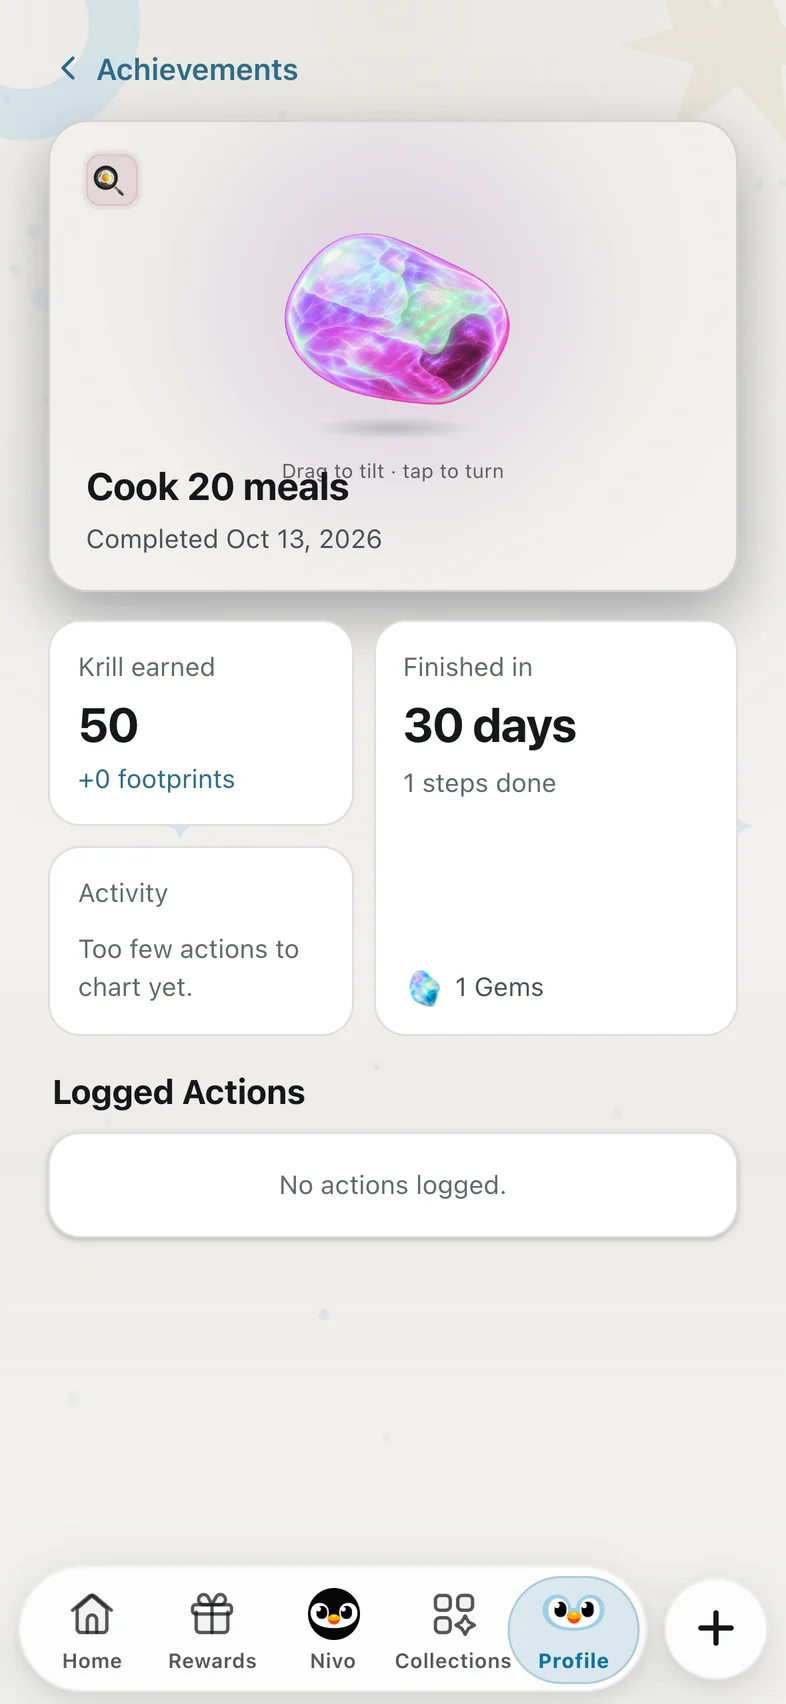 Achievements
Drag to tilt · tap to turn
Cook 20 meals
Completed Oct 13, 2026
Krill earned
50
+0 footprints
Finished in
30 days
1 steps done
1 Gems
Activity
Too few actions to
chart yet.
Logged Actions
No actions logged.
Home
Rewards
Nivo
Collections
Profile